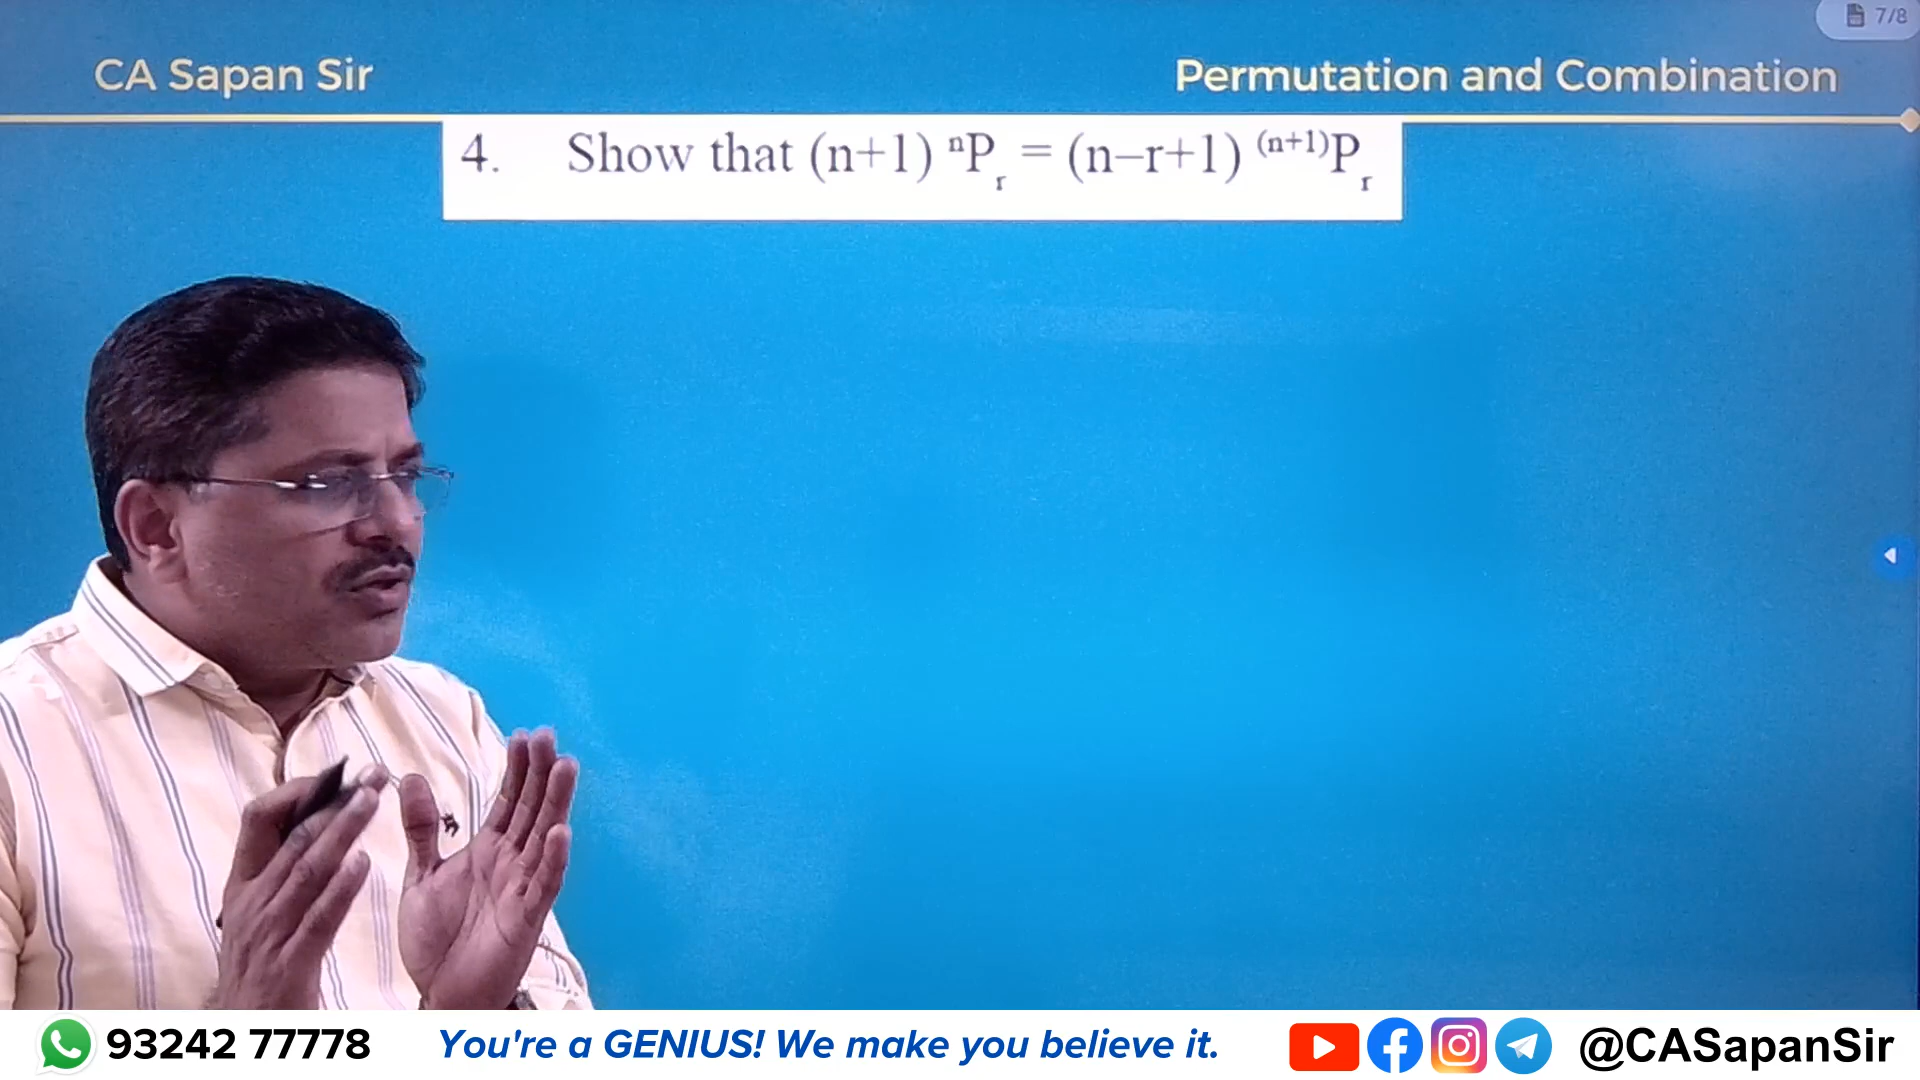 7/8
CA Sapan Sir
Permutation and Combination
4. Show that (n+1) ⁿPᵣ = (n–r+1) ⁽ⁿ⁺¹⁾Pᵣ
93242 77778
You're a GENIUS! We make you believe it.
@CASapanSir